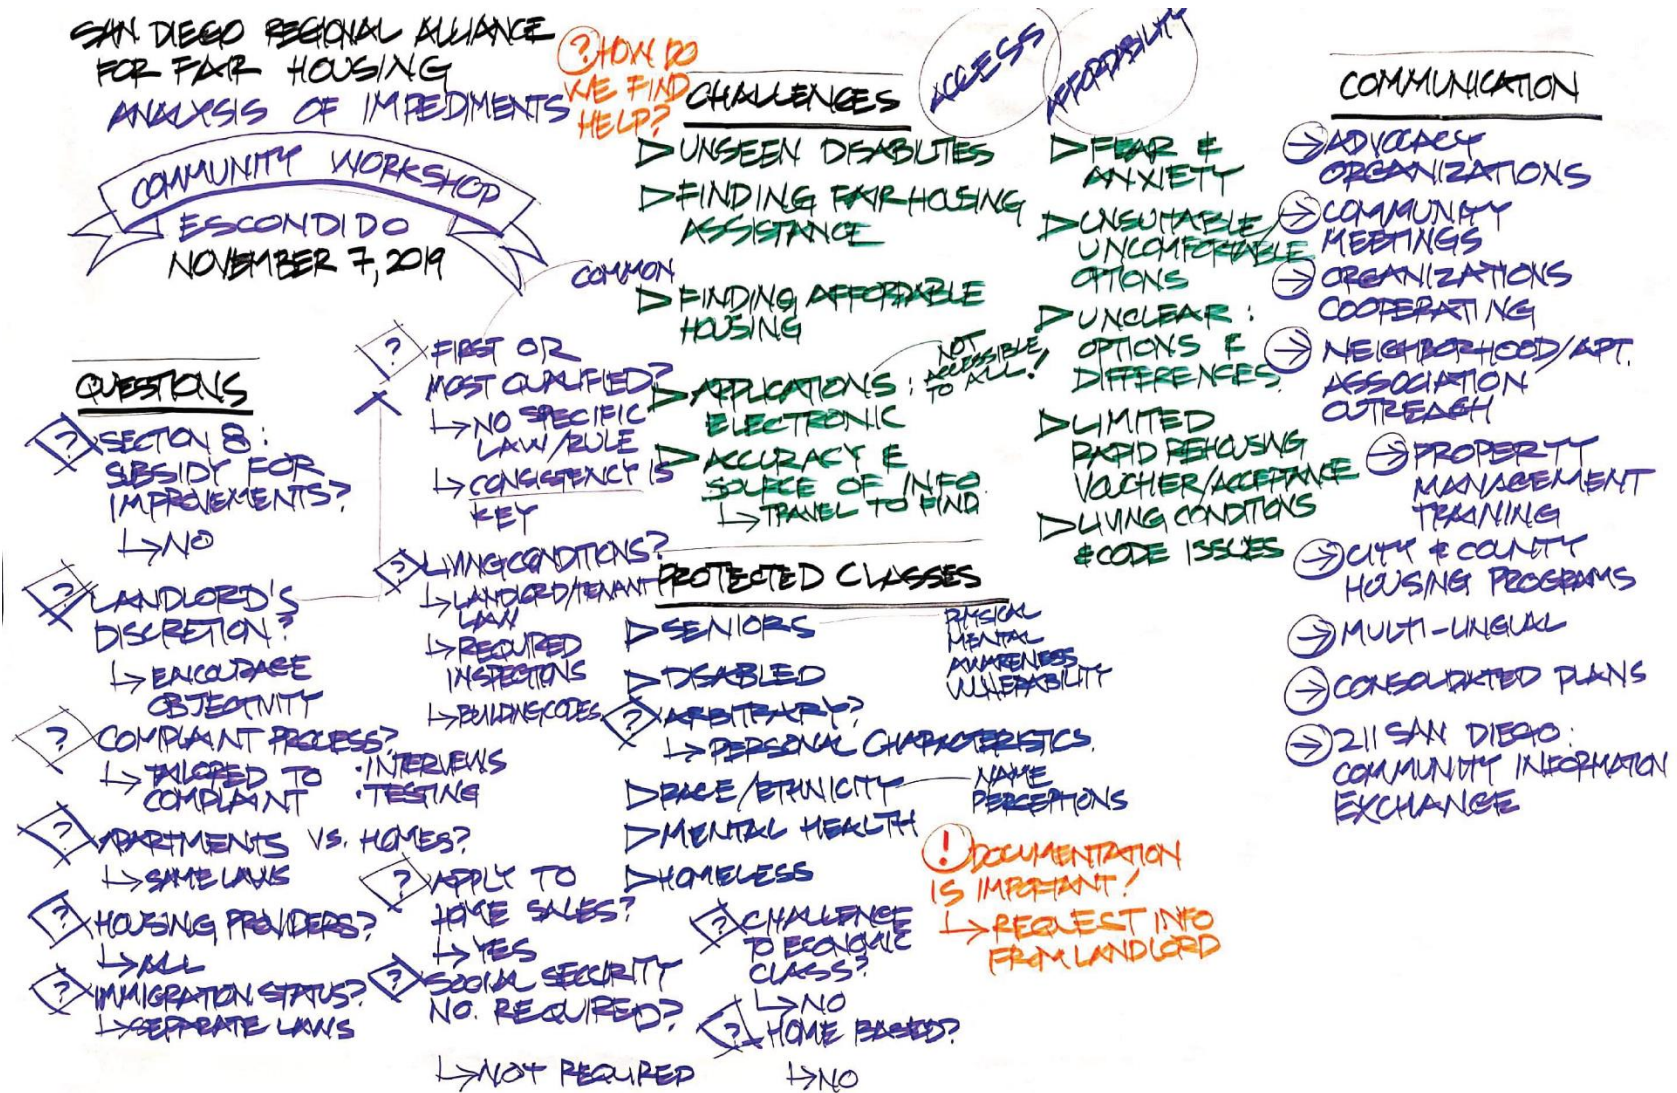 SAN DIEGO REGIONAL ALLIANCE
FOR FAIR HOUSING
ANALYSIS OF IMPEDIMENTS
COMMUNITY WORKSHOP
ESCONDIDO
NOVEMBER 7, 2019
? HOW DO
WE FIND
HELP?
ACCESS
AFFORDABILITY
QUESTIONS
? SECTION 8:
SUBSIDY FOR
IMPROVEMENTS?
↳ NO
? LANDLORD'S
DISCRETION?
↳ ENCOURAGE
OBJECTIVITY
? COMPLAINT PROCESS?
↳ TAILORED TO
COMPLAINT
• INTERVIEWS
• TESTING
? APARTMENTS VS. HOMES?
↳ SAME LAWS
? HOUSING PROVIDERS?
↳ ALL
? IMMIGRATION STATUS?
↳ SEPARATE LAWS
COMMON
? FIRST OR
MOST QUALIFIED?
↳ NO SPECIFIC
LAW/RULE
↳ CONSISTENCY IS
KEY
? LIVING CONDITIONS?
↳ LANDLORD/TENANT
LAW
↳ REQUIRED
INSPECTIONS
↳ BUILDING CODES
? APPLY TO
HOME SALES?
↳ YES
? SOCIAL SECURITY
NO. REQUIRED?
↳ NOT REQUIRED
CHALLENGES
▷ UNSEEN DISABILITIES
▷ FINDING FAIR HOUSING
ASSISTANCE
▷ FINDING AFFORDABLE
HOUSING
▷ APPLICATIONS:
ELECTRONIC
NOT
ACCESSIBLE
TO ALL!
▷ ACCURACY &
SOURCE OF INFO
↳ TRAVEL TO FIND
▷ FEAR &
ANXIETY
▷ UNSUITABLE/
UNCOMFORTABLE
OPTIONS
▷ UNCLEAR:
OPTIONS &
DIFFERENCES
▷ LIMITED
RAPID REHOUSING
VOUCHER/ACCEPTANCE
▷ LIVING CONDITIONS
& CODE ISSUES
PROTECTED CLASSES
▷ SENIORS
PHYSICAL
MENTAL
AWARENESS
VULNERABILITY
▷ DISABLED
? ARBITRARY?
↳ PERSONAL CHARACTERISTICS.
▷ RACE/ETHNICITY
NAME
PERCEPTIONS
▷ MENTAL HEALTH
▷ HOMELESS
? CHALLENGE
TO ECONOMIC
CLASS?
↳ NO
? HOME BASED?
↳ NO
! DOCUMENTATION
IS IMPORTANT!
↳ REQUEST INFO
FROM LANDLORD
COMMUNICATION
→ ADVOCACY
ORGANIZATIONS
→ COMMUNITY
MEETINGS
→ ORGANIZATIONS
COOPERATING
→ NEIGHBORHOOD/APT.
ASSOCIATION
OUTREACH
→ PROPERTY
MANAGEMENT
TRAINING
→ CITY & COUNTY
HOUSING PROGRAMS
→ MULTI-LINGUAL
→ CONSOLIDATED PLANS
→ 211 SAN DIEGO:
COMMUNITY INFORMATION
EXCHANGE